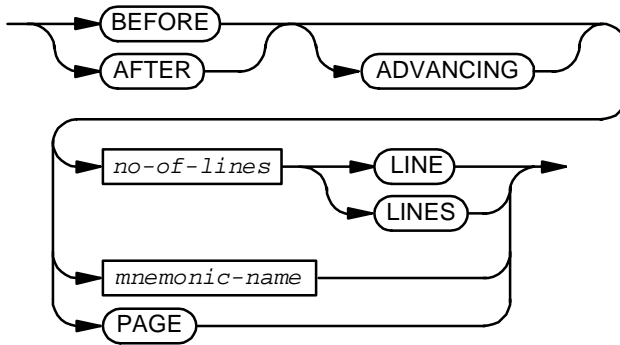 BEFORE
AFTER
ADVANCING
no-of-lines
LINE
LINES
mnemonic-name
PAGE